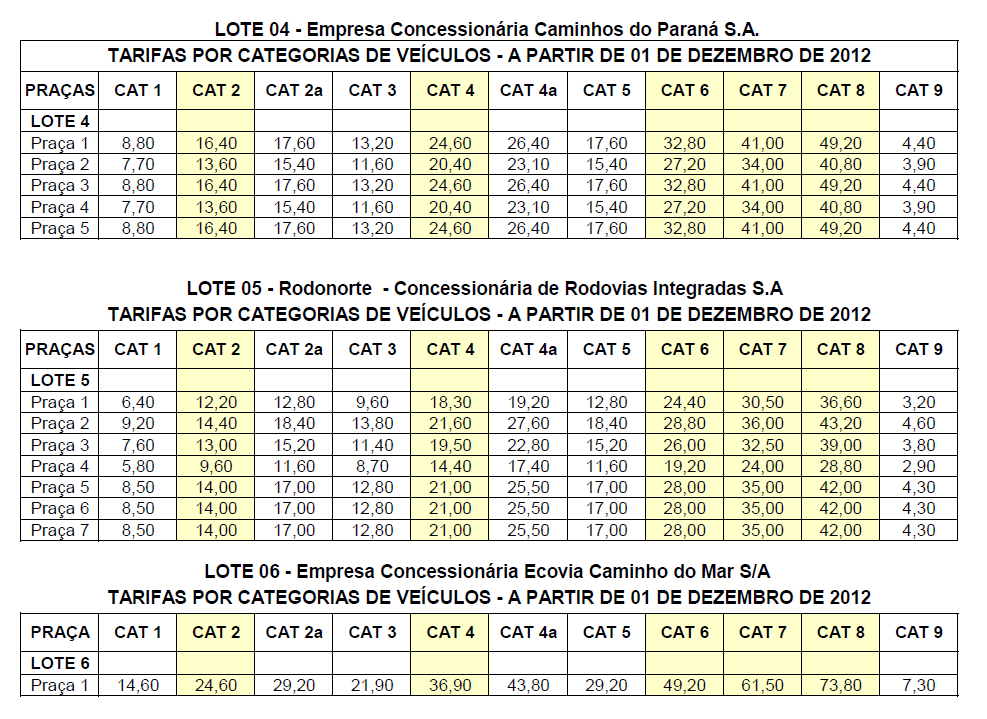 LOTE 04 - Empresa Concessionária Caminhos do Paraná S.A.
TARIFAS POR CATEGORIAS DE VEÍCULOS - A PARTIR DE 01 DE DEZEMBRO DE 2012
PRAÇAS CAT 1 CAT 2 CAT 2a CAT 3 CAT 4 CAT 4a CAT 5 CAT 6 CAT 7 CAT 8 CAT 9
LOTE 4
Praça 1 8,80 16,40 17,60 13,20 24,60 26,40 17,60 32,80 41,00 49,20 4,40
Praça 2 7,70 13,60 15,40 11,60 20,40 23,10 15,40 27,20 34,00 40,80 3,90
Praça 3 8,80 16,40 17,60 13,20 24,60 26,40 17,60 32,80 41,00 49,20 4,40
Praça 4 7,70 13,60 15,40 11,60 20,40 23,10 15,40 27,20 34,00 40,80 3,90
Praça 5 8,80 16,40 17,60 13,20 24,60 26,40 17,60 32,80 41,00 49,20 4,40
LOTE 05 - Rodonorte - Concessionária de Rodovias Integradas S.A
TARIFAS POR CATEGORIAS DE VEÍCULOS - A PARTIR DE 01 DE DEZEMBRO DE 2012
PRAÇAS CAT 1 CAT 2 CAT 2a CAT 3 CAT 4 CAT 4a CAT 5 CAT 6 CAT 7 CAT 8 CAT 9
LOTE 5
Praça 1 6,40 12,20 12,80 9,60 18,30 19,20 12,80 24,40 30,50 36,60 3,20
Praça 2 9,20 14,40 18,40 13,80 21,60 27,60 18,40 28,80 36,00 43,20 4,60
Praça 3 7,60 13,00 15,20 11,40 19,50 22,80 15,20 26,00 32,50 39,00 3,80
Praça 4 5,80 9,60 11,60 8,70 14,40 17,40 11,60 19,20 24,00 28,80 2,90
Praça 5 8,50 14,00 17,00 12,80 21,00 25,50 17,00 28,00 35,00 42,00 4,30
Praça 6 8,50 14,00 17,00 12,80 21,00 25,50 17,00 28,00 35,00 42,00 4,30
Praça 7 8,50 14,00 17,00 12,80 21,00 25,50 17,00 28,00 35,00 42,00 4,30
LOTE 06 - Empresa Concessionária Ecovia Caminho do Mar S/A
TARIFAS POR CATEGORIAS DE VEÍCULOS - A PARTIR DE 01 DE DEZEMBRO DE 2012
PRAÇA CAT 1 CAT 2 CAT 2a CAT 3 CAT 4 CAT 4a CAT 5 CAT 6 CAT 7 CAT 8 CAT 9
LOTE 6
Praça 1 14,60 24,60 29,20 21,90 36,90 43,80 29,20 49,20 61,50 73,80 7,30